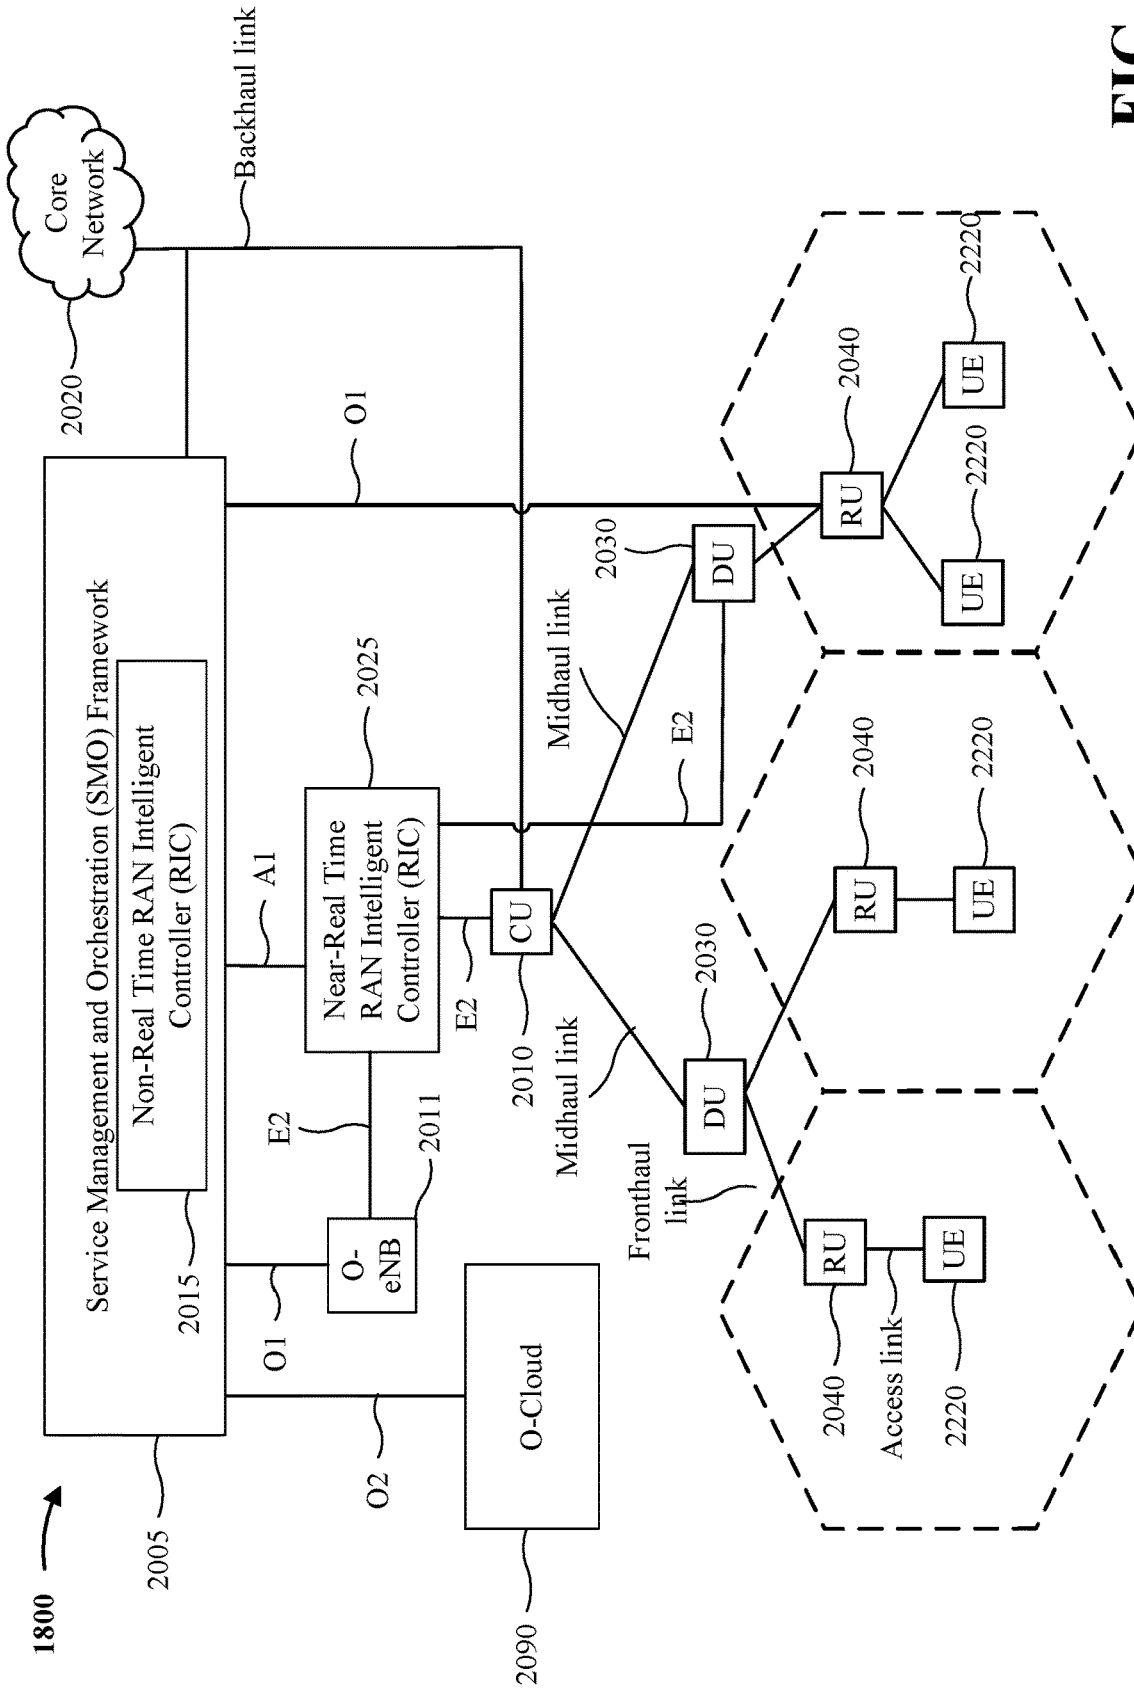 1800
2005
Service Management and Orchestration (SMO) Framework
Non-Real Time RAN Intelligent
Controller (RIC)
2015
Core
Network
2020
Backhaul link
O2
O1
A1
O1
O-
eNB
2011
E2
Near-Real Time
RAN Intelligent
Controller (RIC)
2025
O-Cloud
2090
E2
CU
2010
Midhaul link
Midhaul link
E2
DU
2030
DU
2030
Fronthaul
link
RU
2040
Access link
UE
2220
RU
2040
UE
2220
RU
2040
UE
2220
UE
2220
FIG